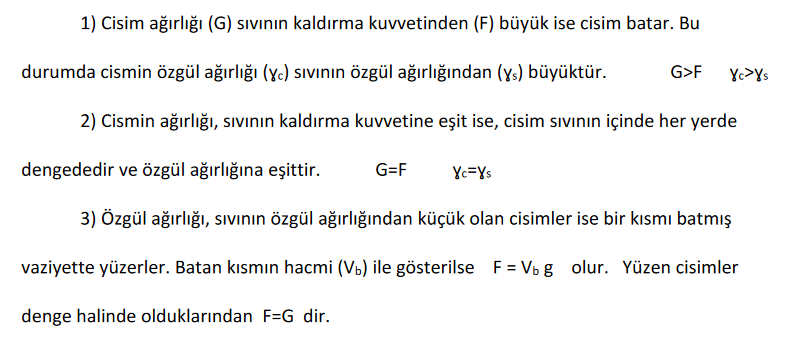 1) Cisim ağırlığı (G) sıvının kaldırma kuvvetinden (F) büyük ise cisim batar. Bu
durumda cismin özgül ağırlığı (ɣc) sıvının özgül ağırlığından (ɣs) büyüktür. G>F ɣc>ɣs
2) Cismin ağırlığı, sıvının kaldırma kuvvetine eşit ise, cisim sıvının içinde her yerde
dengededir ve özgül ağırlığına eşittir. G=F ɣc=ɣs
3) Özgül ağırlığı, sıvının özgül ağırlığından küçük olan cisimler ise bir kısmı batmış
vaziyette yüzerler. Batan kısmın hacmi (Vb) ile gösterilse F = Vb g olur. Yüzen cisimler
denge halinde olduklarından F=G dir.